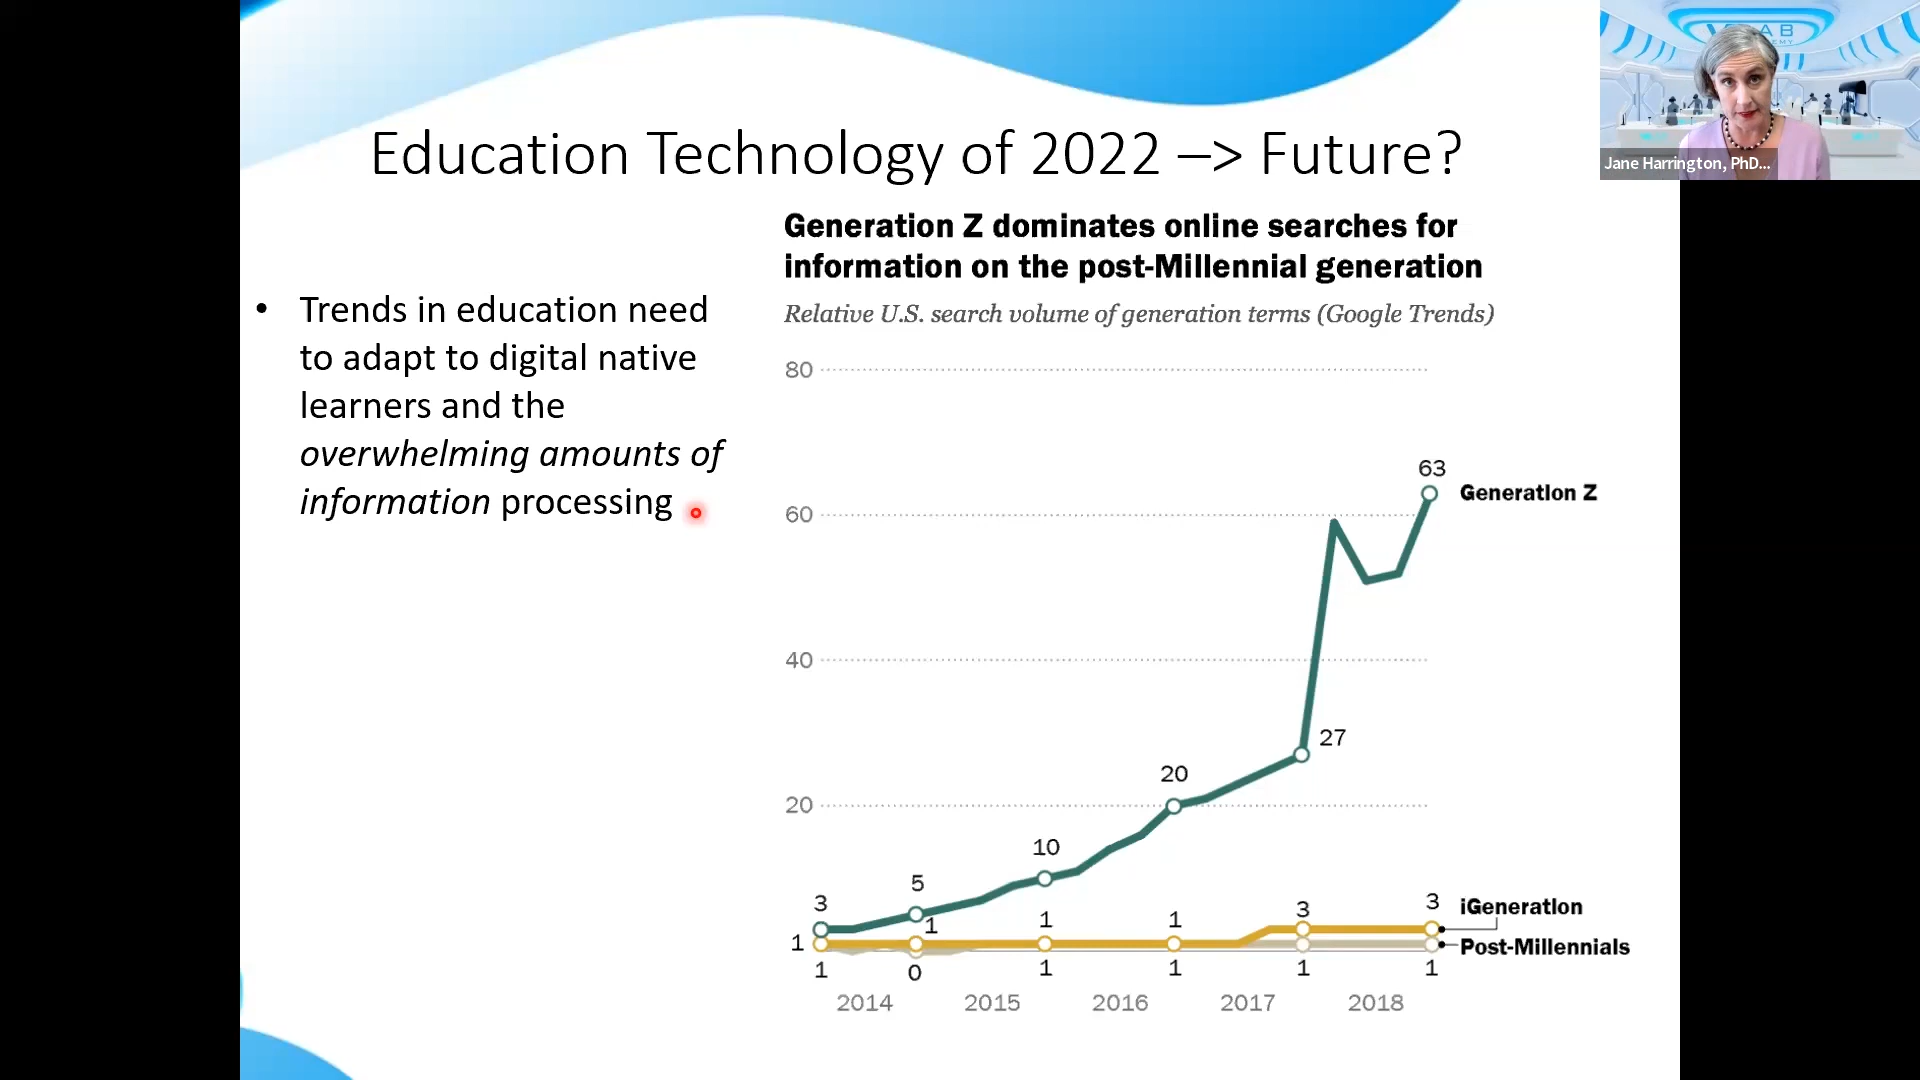 Education Technology of 2022 –> Future?
Jane Harrington, PhD...
• Trends in education need
to adapt to digital native
learners and the
overwhelming amounts of
information processing
Generation Z dominates online searches for
information on the post-Millennial generation
Relative U.S. search volume of generation terms (Google Trends)
80
63
Generation Z
60
40
27
20
20
10
5
3
1
1
1
3
3
iGeneration
1
Post-Millennials
1
0
1
1
1
1
2014
2015
2016
2017
2018